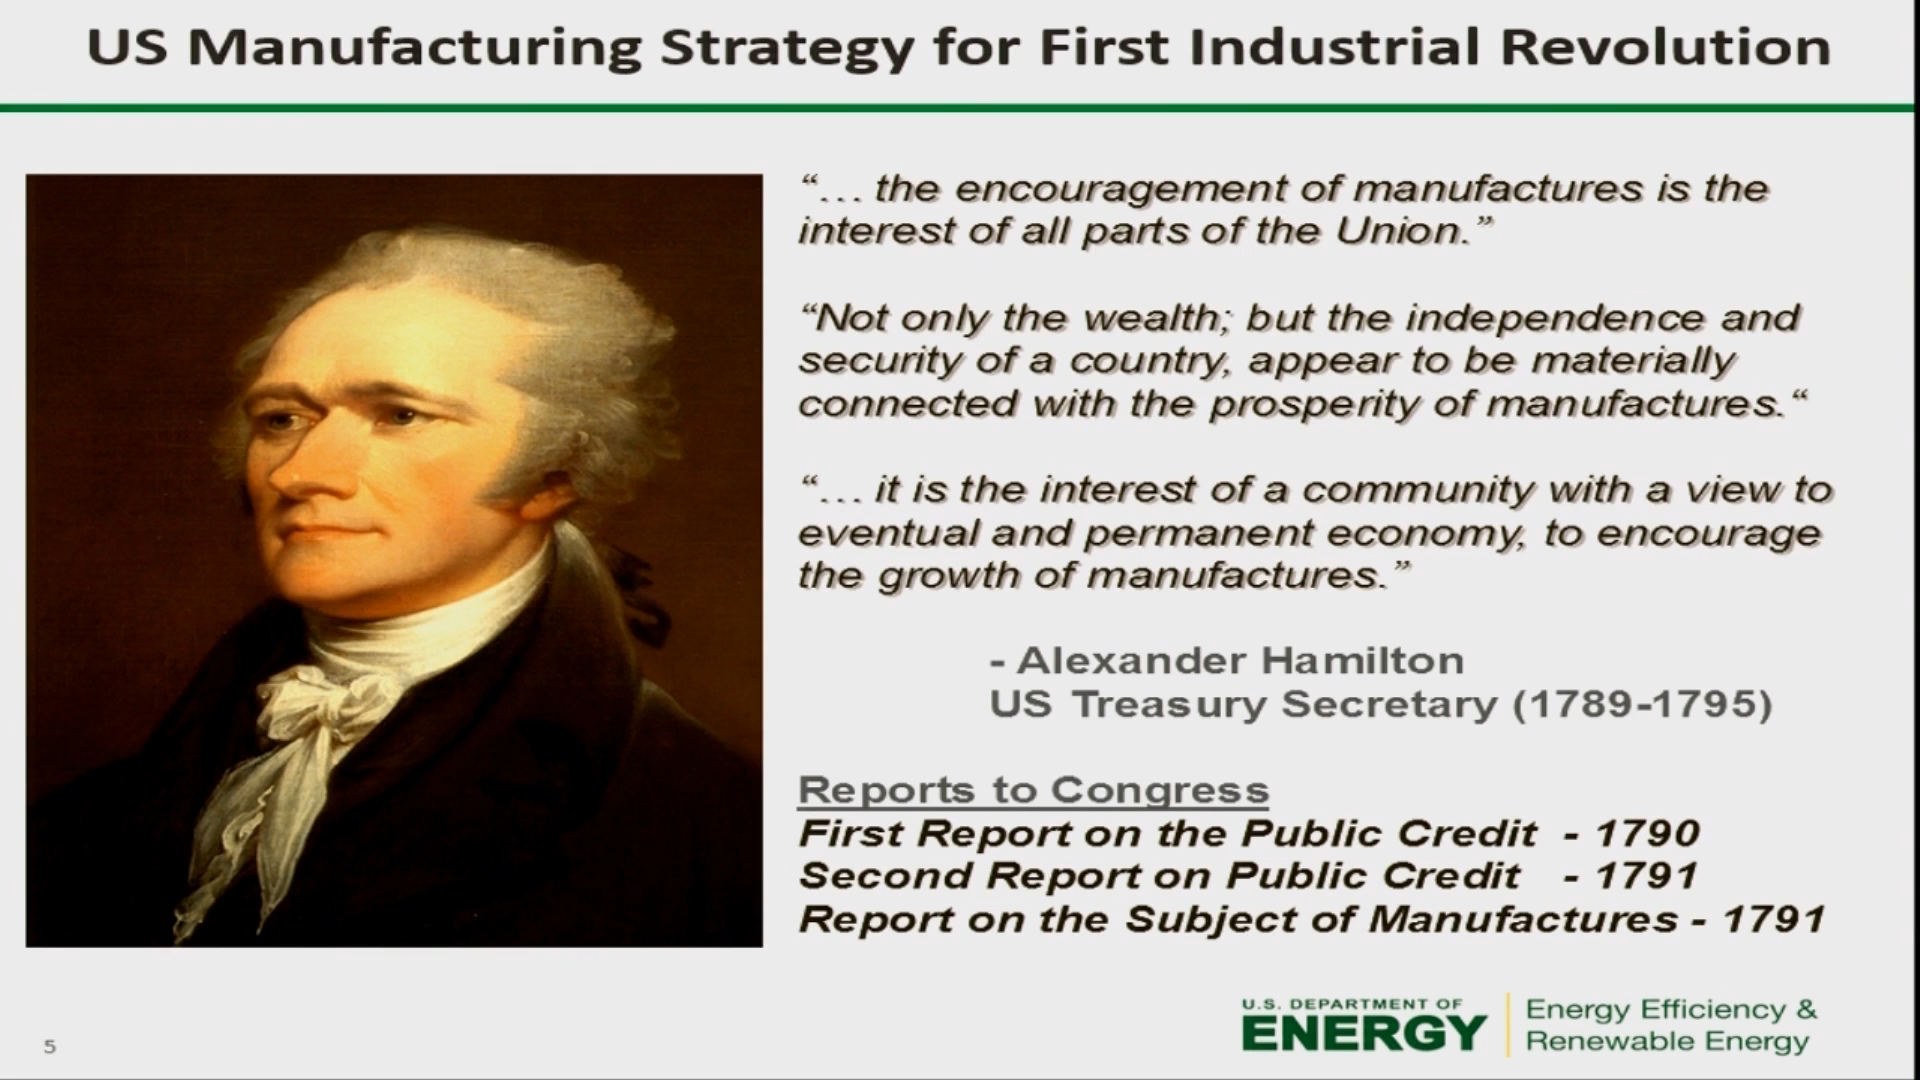 US Manufacturing Strategy for First Industrial Revolution
“… the encouragement of manufactures is the
interest of all parts of the Union.”
“Not only the wealth; but the independence and
security of a country, appear to be materially
connected with the prosperity of manufactures.“
“… it is the interest of a community with a view to
eventual and permanent economy, to encourage
the growth of manufactures.”
- Alexander Hamilton
US Treasury Secretary (1789-1795)
Reports to Congress
First Report on the Public Credit - 1790
Second Report on Public Credit - 1791
Report on the Subject of Manufactures - 1791
5
U.S. DEPARTMENT OF
ENERGY
Energy Efficiency &
Renewable Energy